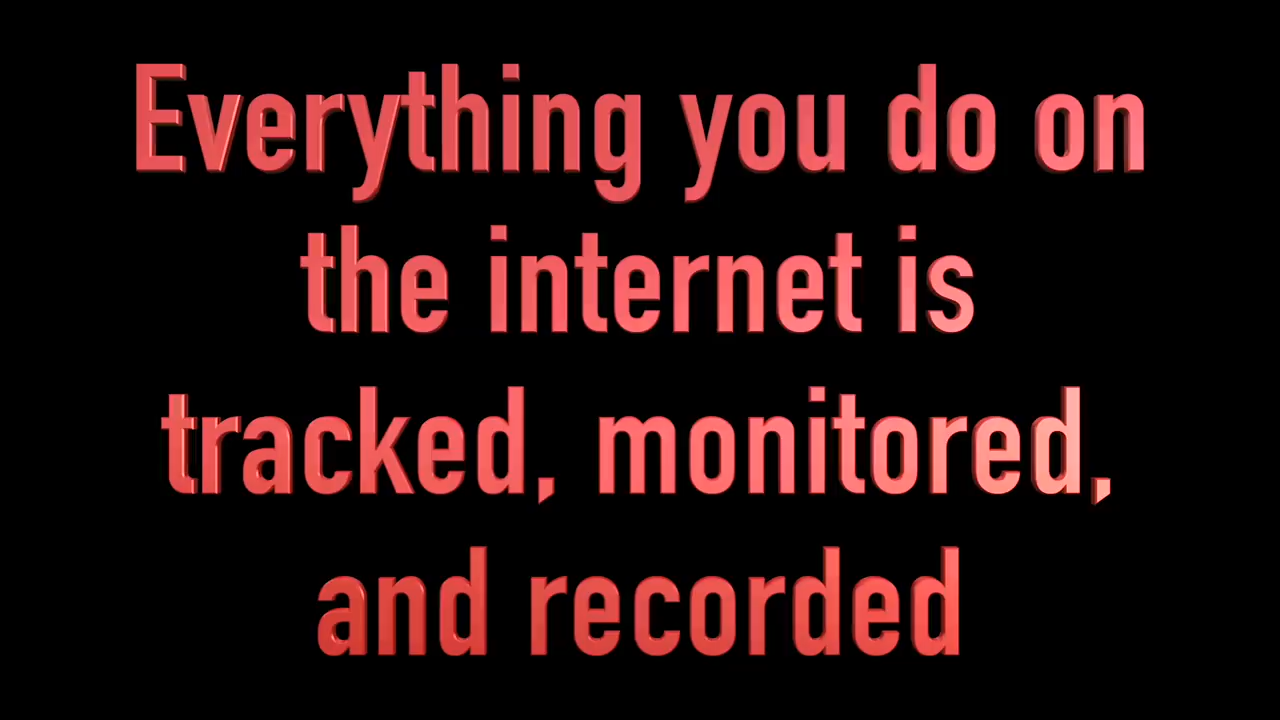 Everything you do on
the internet is
tracked, monitored,
and recorded